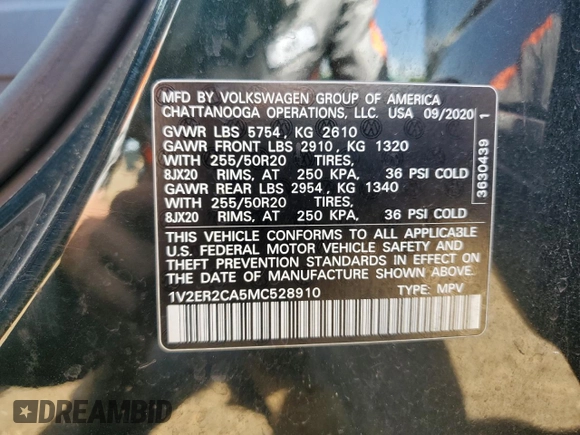 MFD BY VOLKSWAGEN GROUP OF AMERICA
CHATTANOOGA OPERATIONS, LLC. USA 09/2020
GVWR LBS 5754, KG 2610
GAWR FRONT LBS 2910, KG 1320
WITH 255/50R20 TIRES,
8JX20 RIMS, AT 250 KPA, 36 PSI COLD
GAWR REAR LBS 2954, KG 1340
WITH 255/50R20 TIRES,
8JX20 RIMS, AT 250 KPA, 36 PSI COLD
THIS VEHICLE CONFORMS TO ALL APPLICABLE
U.S. FEDERAL MOTOR VEHICLE SAFETY AND
THEFT PREVENTION STANDARDS IN EFFECT ON
THE DATE OF MANUFACTURE SHOWN ABOVE.
1V2ER2CA5MC528910 TYPE: MPV
3630439 1
DREAMBID